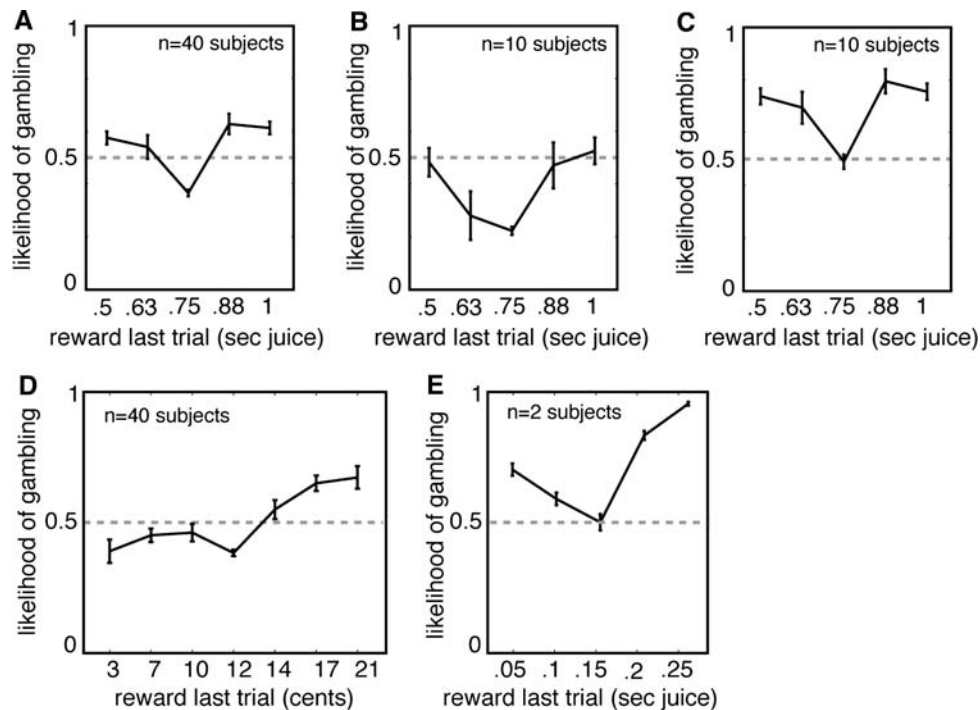 A
1
n=40 subjects
likelihood of gambling
0.5
0
.5 .63 .75 .88 1
reward last trial (sec juice)
B
1
n=10 subjects
likelihood of gambling
0.5
0
.5 .63 .75 .88 1
reward last trial (sec juice)
C
1
n=10 subjects
likelihood of gambling
0.5
0
.5 .63 .75 .88 1
reward last trial (sec juice)
D
1
n=40 subjects
likelihood of gambling
0.5
0
3 7 10 12 14 17 21
reward last trial (cents)
E
1
n=2 subjects
likelihood of gambling
0.5
0
.05 .1 .15 .2 .25
reward last trial (sec juice)